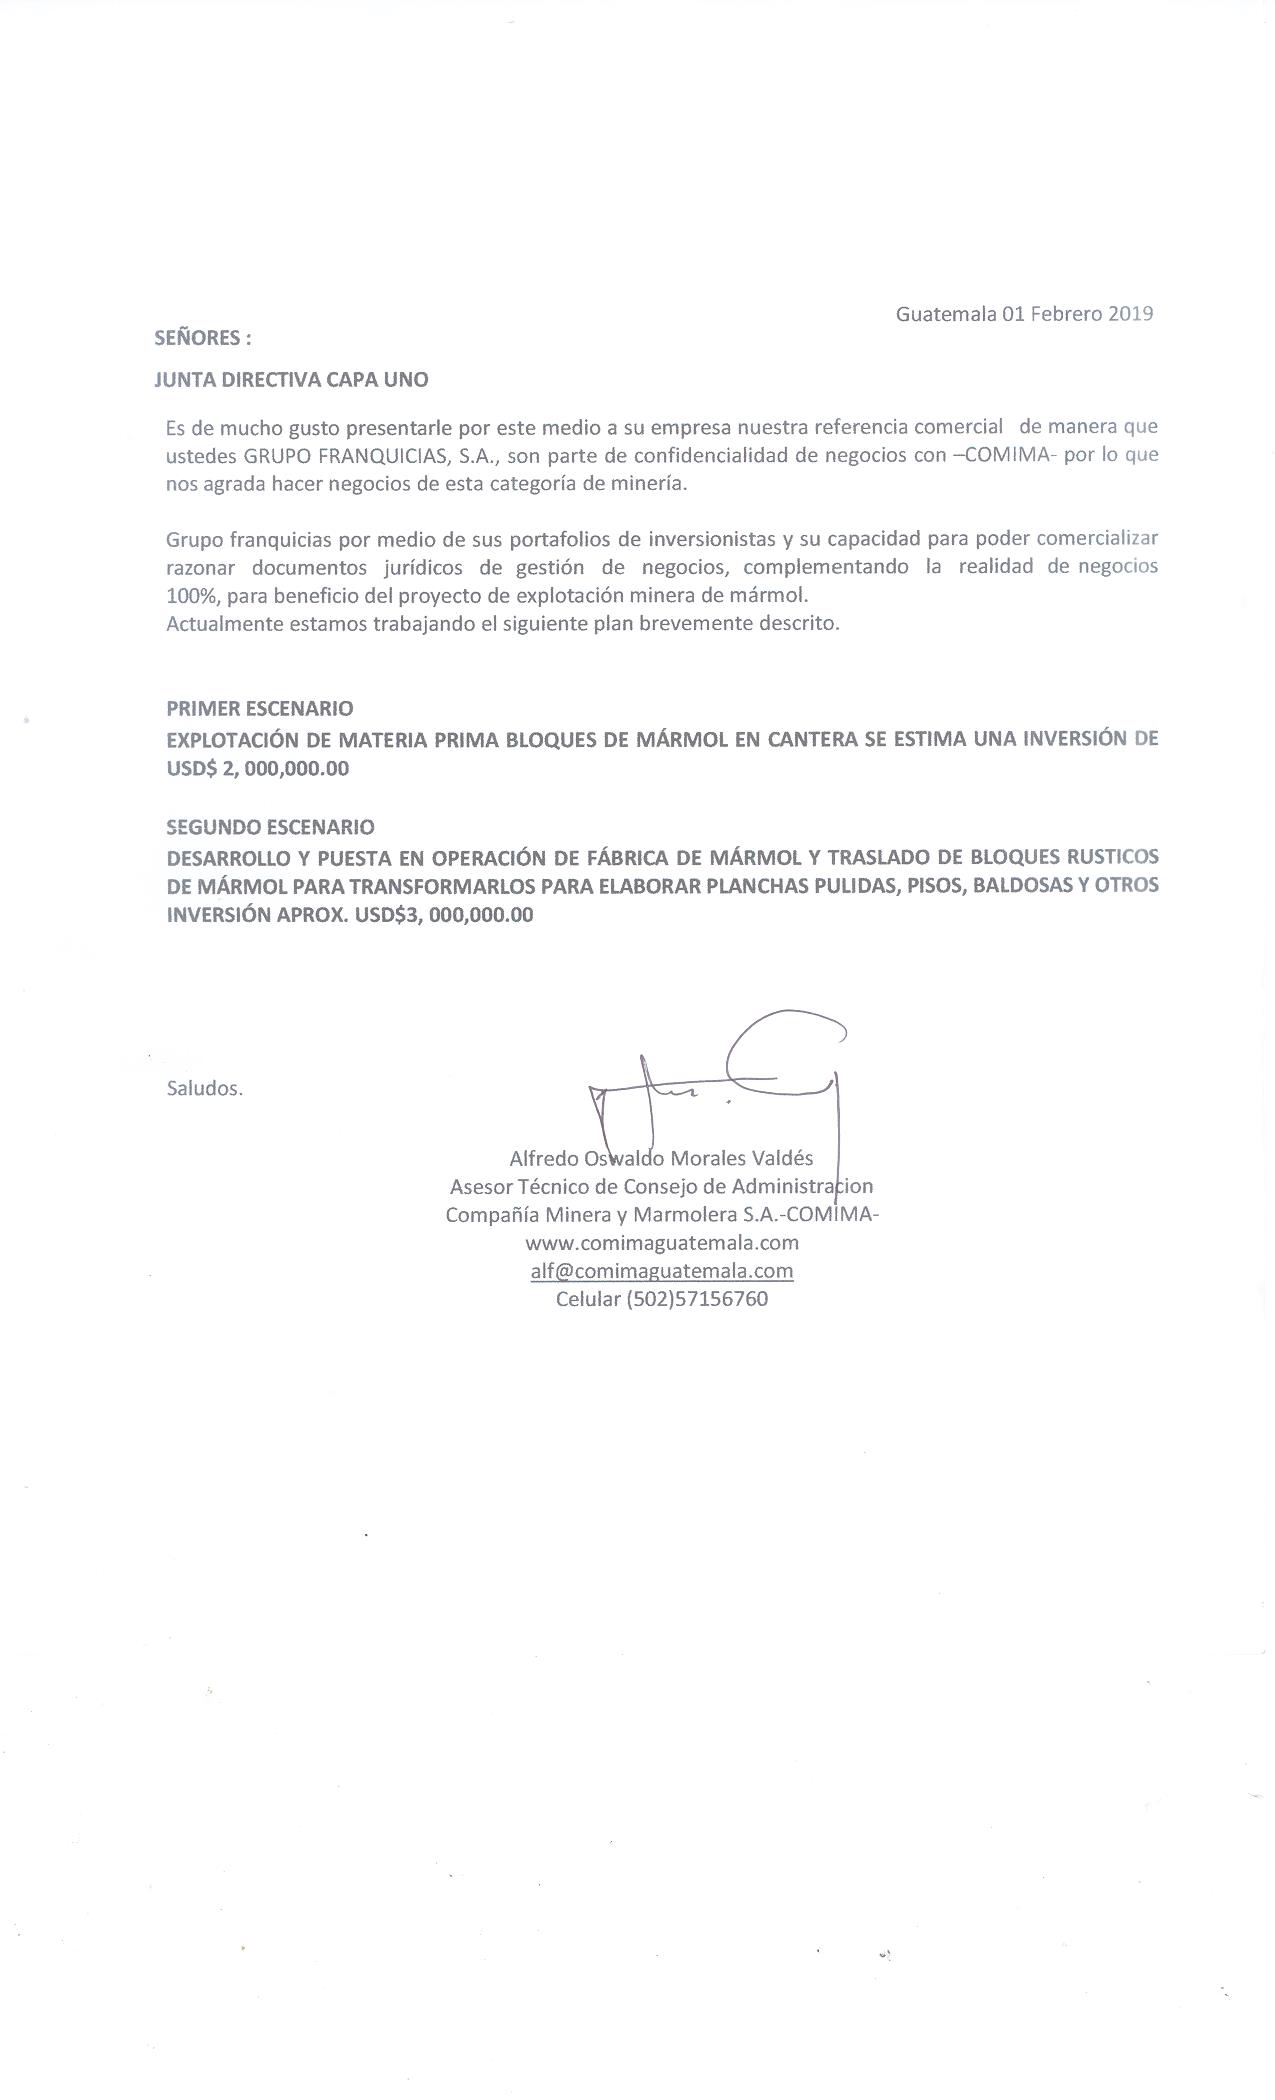 Guatemala 01 Febrero 2019
SEÑORES :
JUNTA DIRECTIVA CAPA UNO
Es de mucho gusto presentarle por este medio a su empresa nuestra referencia comercial de manera que
ustedes GRUPO FRANQUICIAS, S.A., son parte de confidencialidad de negocios con –COMIMA- por lo que
nos agrada hacer negocios de esta categoría de minería.
Grupo franquicias por medio de sus portafolios de inversionistas y su capacidad para poder comercializar
razonar documentos jurídicos de gestión de negocios, complementando la realidad de negocios
100%, para beneficio del proyecto de explotación minera de mármol.
Actualmente estamos trabajando el siguiente plan brevemente descrito.
PRIMER ESCENARIO
EXPLOTACIÓN DE MATERIA PRIMA BLOQUES DE MÁRMOL EN CANTERA SE ESTIMA UNA INVERSIÓN DE
USD$ 2, 000,000.00
SEGUNDO ESCENARIO
DESARROLLO Y PUESTA EN OPERACIÓN DE FÁBRICA DE MÁRMOL Y TRASLADO DE BLOQUES RUSTICOS
DE MÁRMOL PARA TRANSFORMARLOS PARA ELABORAR PLANCHAS PULIDAS, PISOS, BALDOSAS Y OTROS
INVERSIÓN APROX. USD$3, 000,000.00
Saludos.
Alfredo Oswaldo Morales Valdés
Asesor Técnico de Consejo de Administracion
Compañía Minera y Marmolera S.A.-COMIMA-
www.comimaguatemala.com
alf@comimaguatemala.com
Celular (502)57156760